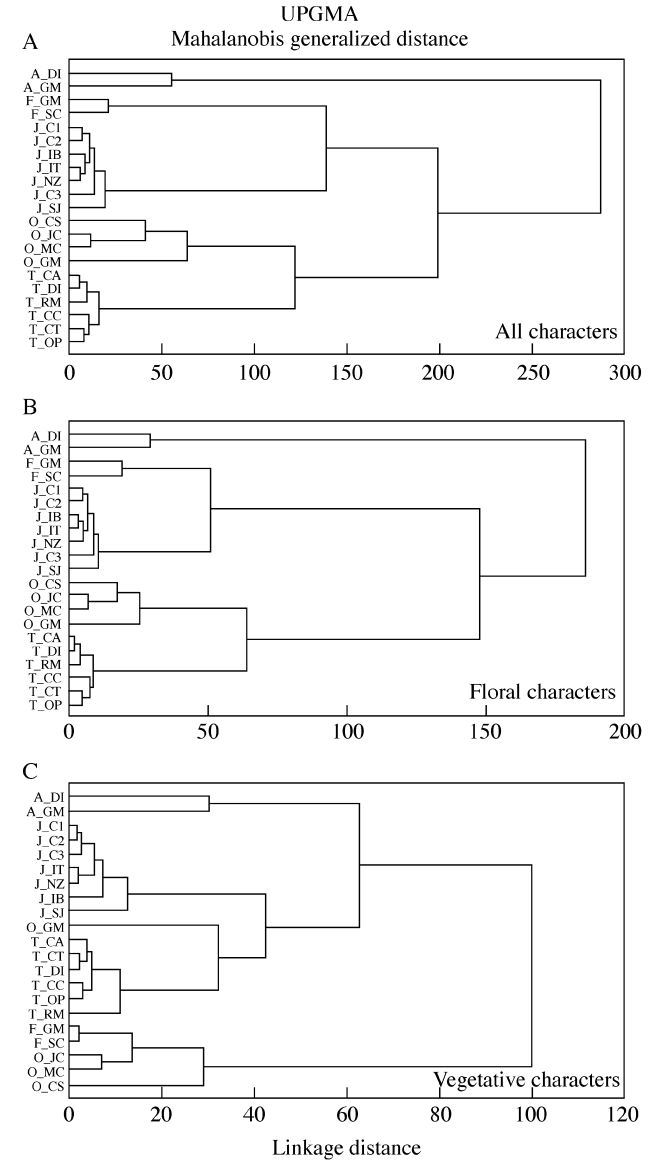 UPGMA
Mahalanobis generalized distance
A
A_DI
A_GM
F_GM
F_SC
J_C1
J_C2
J_IB
J_IT
J_NZ
J_C3
J_SJ
O_CS
O_JC
O_MC
O_GM
T_CA
T_DI
T_RM
T_CC
T_CT
T_OP
All characters
0 50 100 150 200 250 300
B
A_DI
A_GM
F_GM
F_SC
J_C1
J_C2
J_IB
J_IT
J_NZ
J_C3
J_SJ
O_CS
O_JC
O_MC
O_GM
T_CA
T_DI
T_RM
T_CC
T_CT
T_OP
Floral characters
0 50 100 150 200
C
A_DI
A_GM
J_C1
J_C2
J_C3
J_IT
J_NZ
J_IB
J_SJ
O_GM
T_CA
T_CT
T_DI
T_CC
T_OP
T_RM
F_GM
F_SC
O_JC
O_MC
O_CS
Vegetative characters
0 20 40 60 80 100 120
Linkage distance